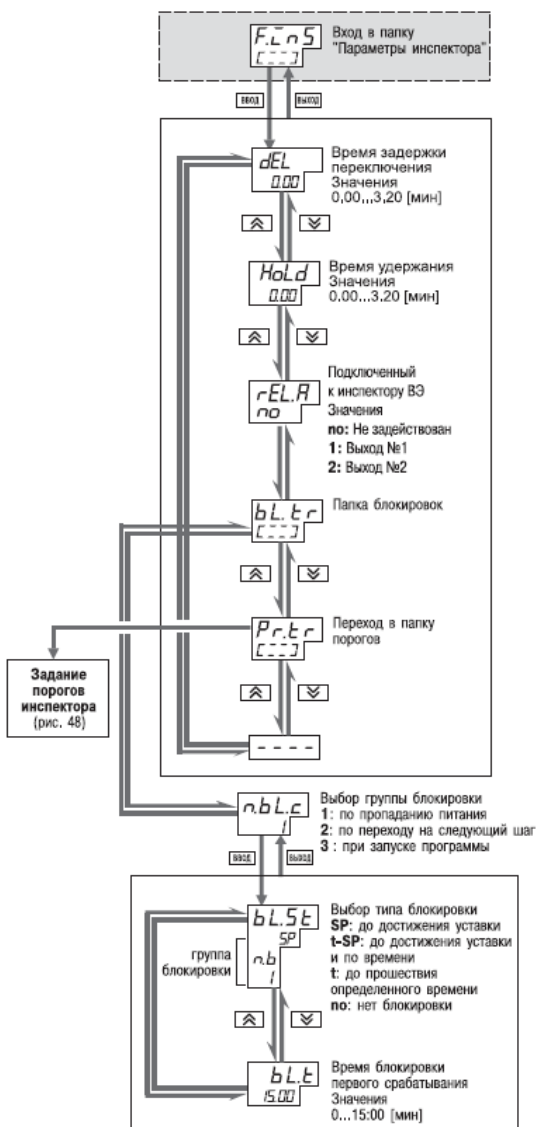 F.inS
[---]
Вход в папку
"Параметры инспектора"
ввод
выход
dEL
0.00
Время задержки
переключения
Значения
0,00,,,3,20 [мин]
HoLd
0.00
Время удержания
Значения
0.00...3.20 [мин]
rEL.A
no
Подключенный
к инспектору ВЭ
Значения
no: Не задействован
1: Выход №1
2: Выход №2
bL.tr
[---]
Папка блокировок
Pr.tr
[---]
Переход в папку
порогов
Задание
порогов
инспектора
(рис. 48)
----
n.bL.c
1
Выбор группы блокировки
1: по пропаданию питания
2: по переходу на следующий шаг
3 : при запуске программы
ввод
выход
bL.St
SP
группа
блокировки
n.b
1
Выбор типа блокировки
SP: до достижения уставки
t-SP: до достижения уставки
и по времени
t: до прошествия
определенного времени
no: нет блокировки
bL.t
15.00
Время блокировки
первого срабатывания
Значения
0...15:00 [мин]